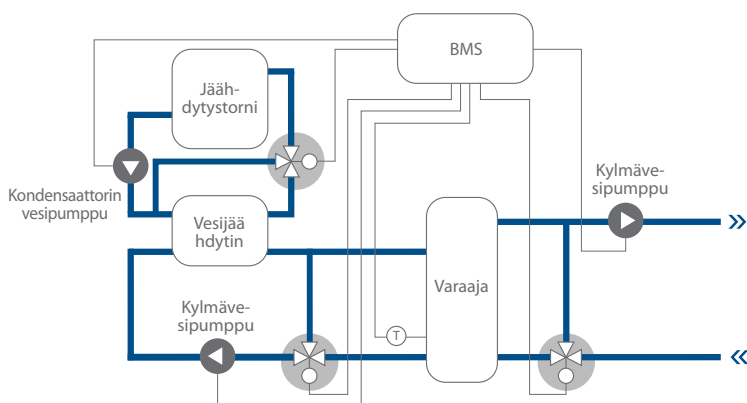 BMS
Jääh-
dytystorni
Kondensaattorin
vesipumppu
Vesijää
hdytin
Kylmäve-
sipumppu
Varaaja
Kylmäve-
sipumppu
T